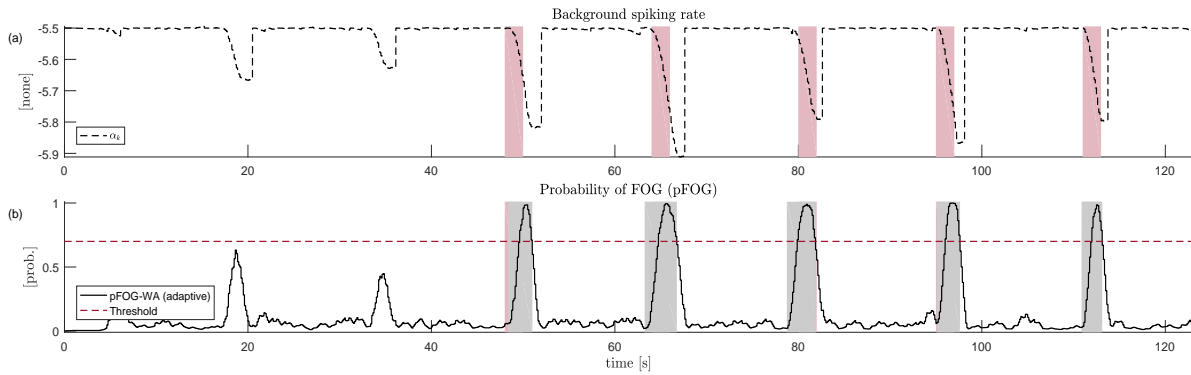 Background spiking rate
(a)
-5.5
-5.6
-5.7
-5.8
-5.9
[none]
α_k
0 20 40 60 80 100 120
Probability of FOG (pFOG)
(b)
1
0.5
0
[prob.]
pFOG-WA (adaptive)
Threshold
0 20 40 60 80 100 120
time [s]